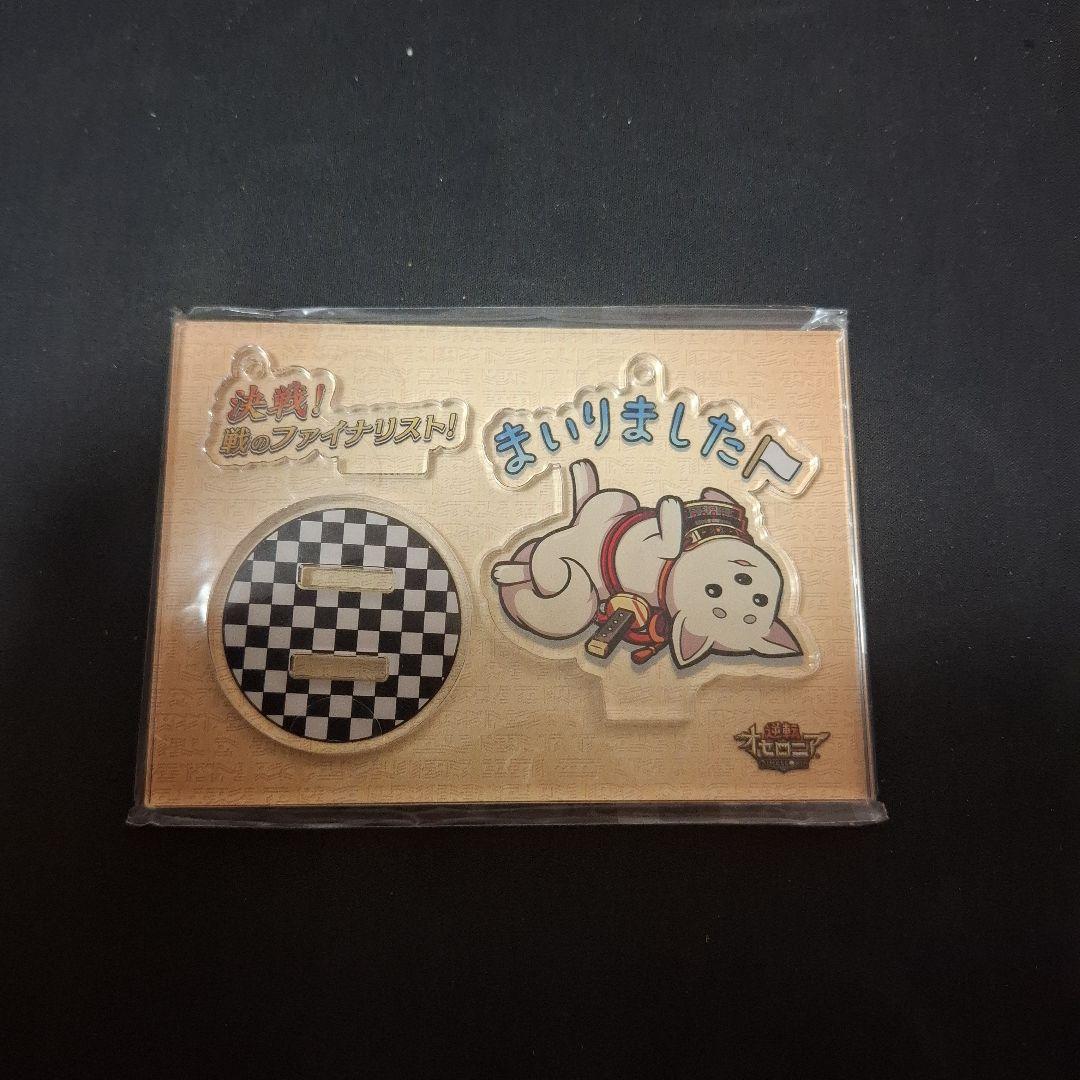 決戦!
戦のファイナリスト!
まいりました
逆転
オセロニア